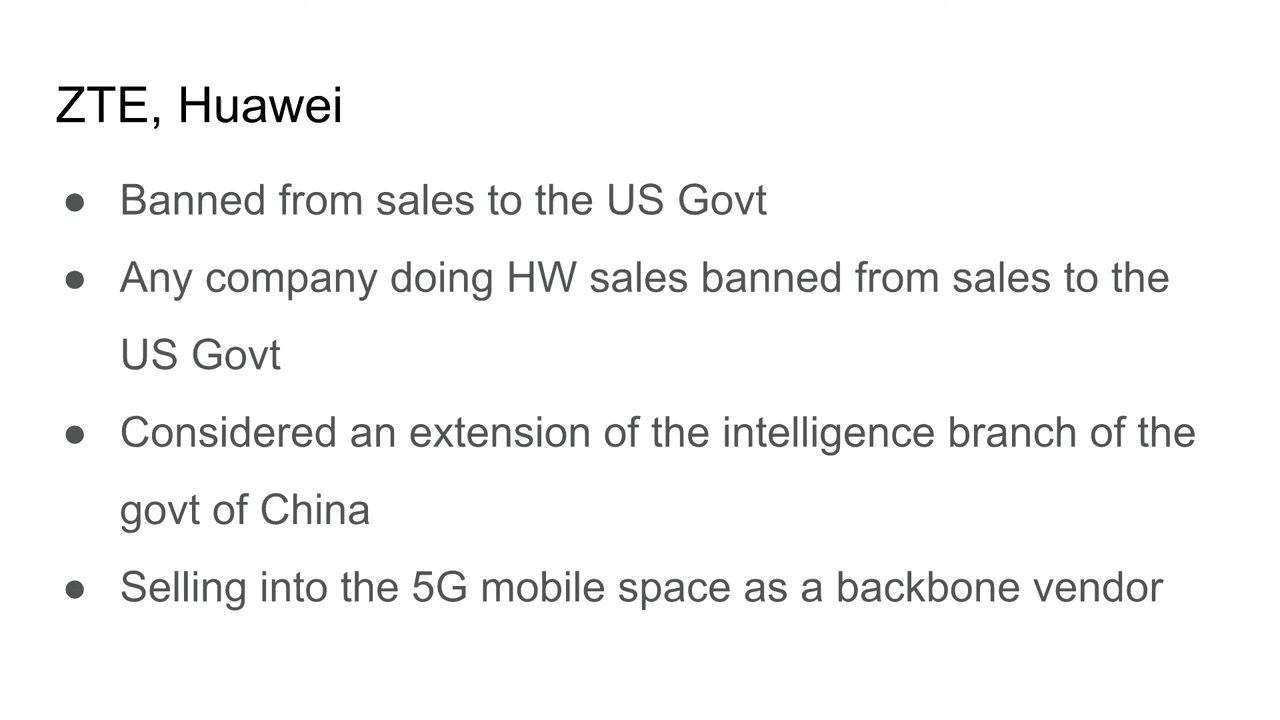 ZTE, Huawei
● Banned from sales to the US Govt
● Any company doing HW sales banned from sales to the
US Govt
● Considered an extension of the intelligence branch of the
govt of China
● Selling into the 5G mobile space as a backbone vendor